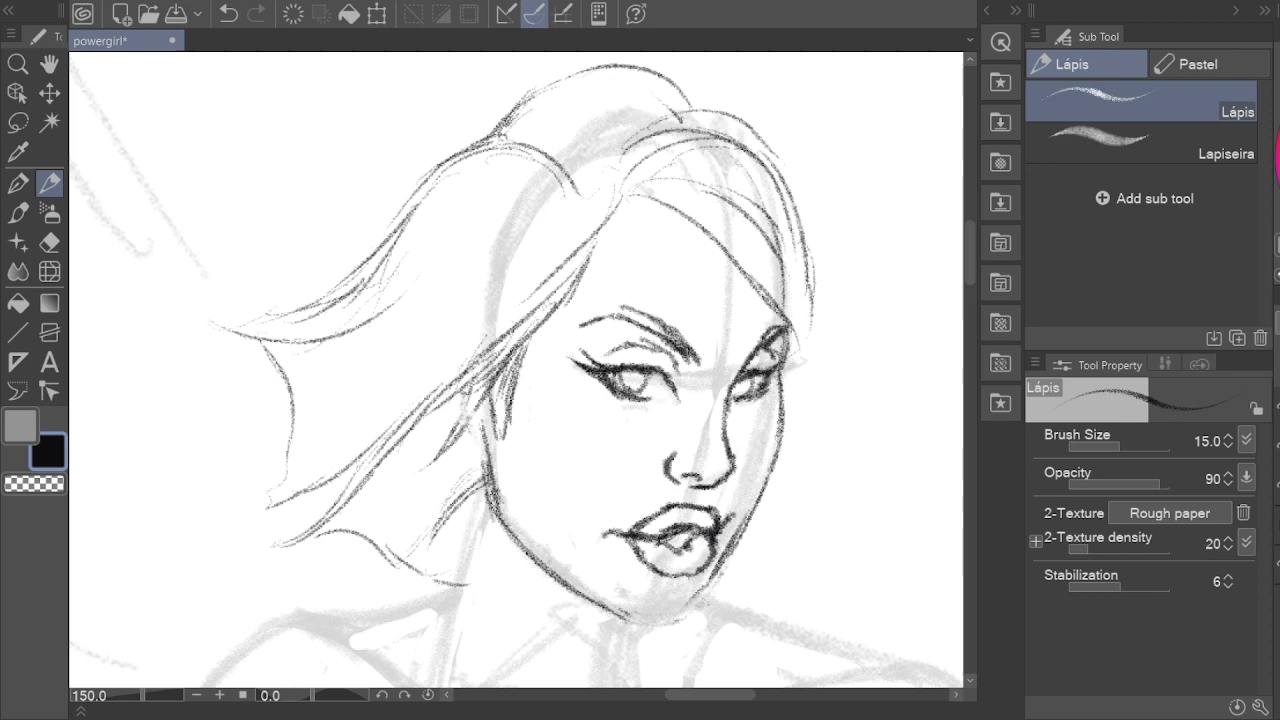 To
Sub Tool
powergirl*
Lápis
Pastel
Lápis
Lapiseira
Add sub tool
Tool Property
Lápis
Brush Size
15.0
Opacity
90
2-Texture
Rough paper
2-Texture density
20
Stabilization
6
150.0
0.0